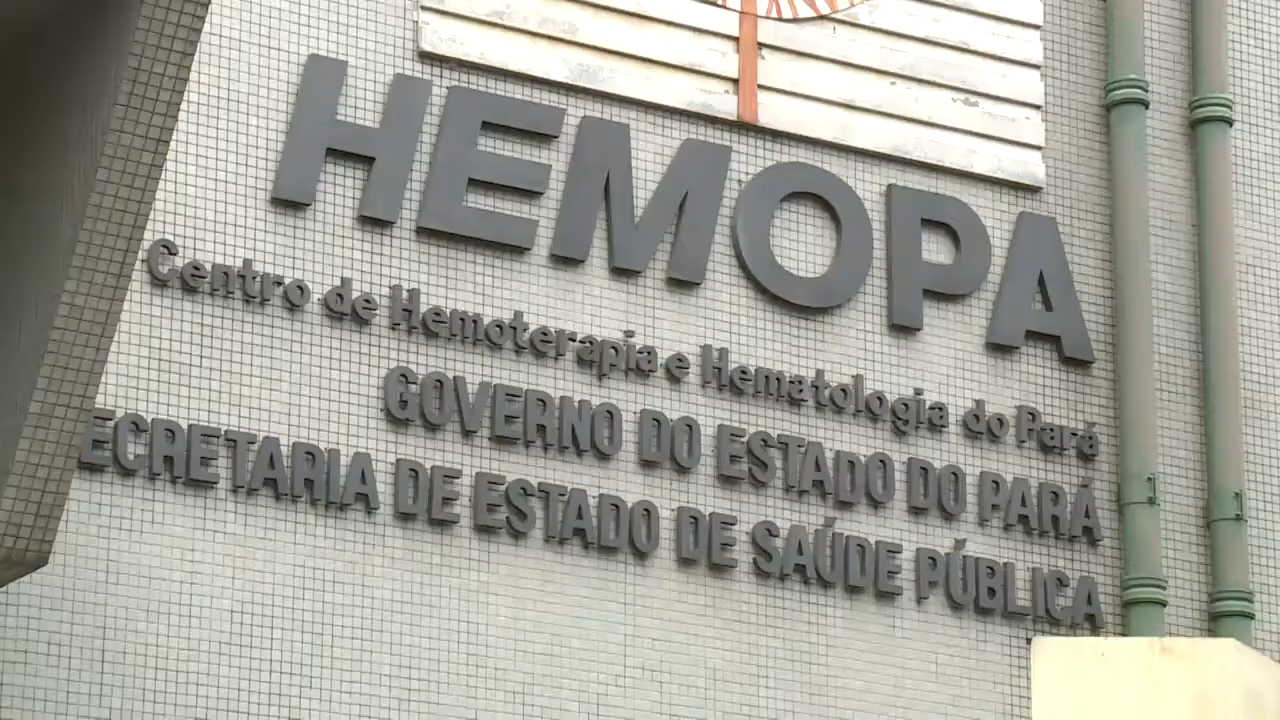 HEMOPA
Centro de Hemoterapia e Hematologia do Pará
GOVERNO DO ESTADO DO PARÁ
ECRETARIA DE ESTADO DE SAÚDE PÚBLICA